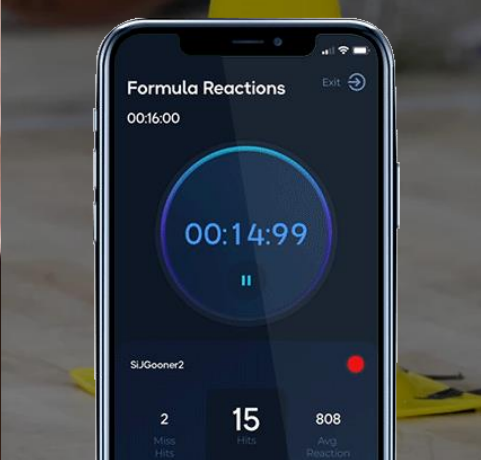 Formula Reactions
Exit
00:16:00
00:14:99
SiJGooner2
2
15
808
Miss
Hits
Avg
Hits
Reaction